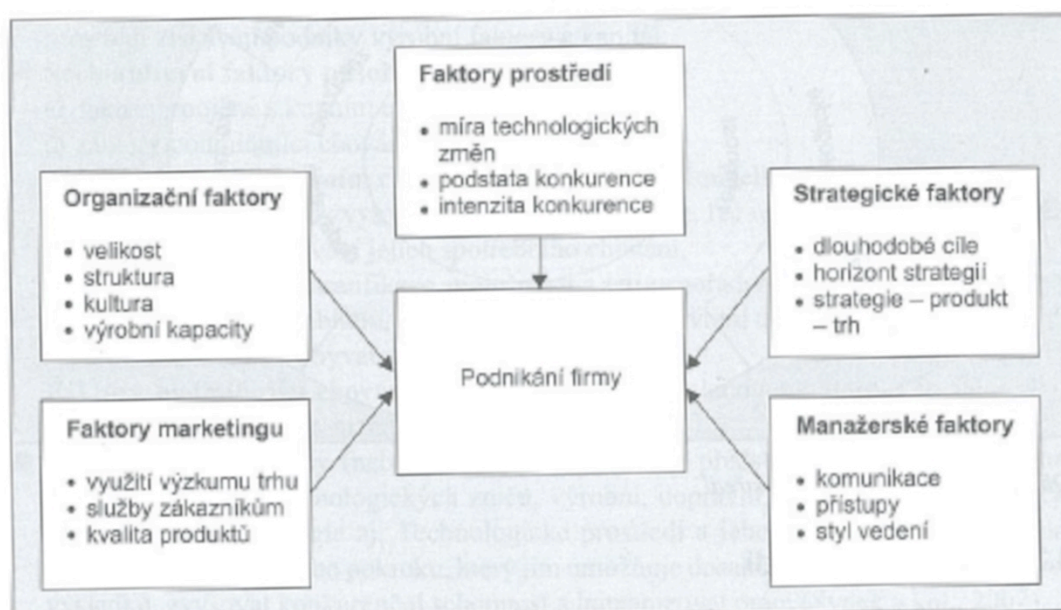 Faktory prostředí
• míra technologických
změn
• podstata konkurence
• intenzita konkurence
Organizační faktory
• velikost
• struktura
• kultura
• výrobní kapacity
Strategické faktory
• dlouhodobé cíle
• horizont strategii
• strategie – produkt
– trh
Podnikání firmy
Faktory marketingu
• využití výzkumu trhu
• služby zákazníkům
• kvalita produktů
Manažerské faktory
• komunikace
• přístupy
• styl vedení